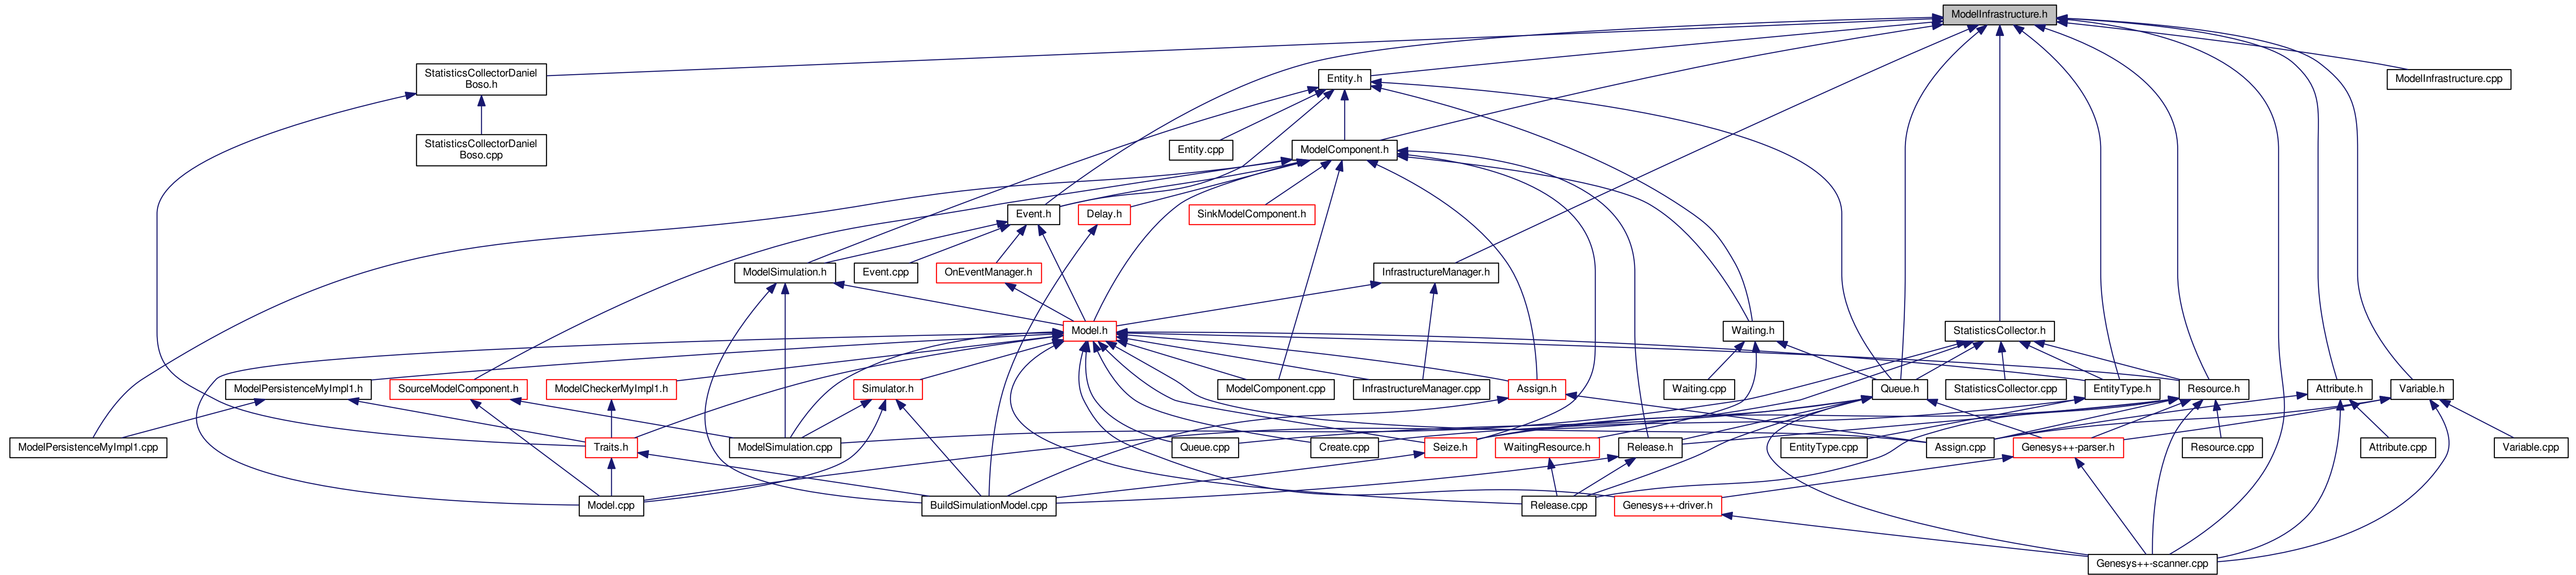 ModelInfrastructure.h
StatisticsCollectorDaniel
Boso.h
Entity.h
ModelInfrastructure.cpp
StatisticsCollectorDaniel
Boso.cpp
Entity.cpp
ModelComponent.h
Event.h
Delay.h
SinkModelComponent.h
ModelSimulation.h
Event.cpp
OnEventManager.h
InfrastructureManager.h
Model.h
Waiting.h
StatisticsCollector.h
ModelPersistenceMyImpl1.h
SourceModelComponent.h
ModelCheckerMyImpl1.h
Simulator.h
ModelComponent.cpp
InfrastructureManager.cpp
Assign.h
Waiting.cpp
Queue.h
StatisticsCollector.cpp
EntityType.h
Resource.h
Attribute.h
Variable.h
ModelPersistenceMyImpl1.cpp
Traits.h
ModelSimulation.cpp
Queue.cpp
Create.cpp
Seize.h
WaitingResource.h
Release.h
EntityType.cpp
Assign.cpp
Genesys++-parser.h
Resource.cpp
Attribute.cpp
Variable.cpp
Model.cpp
BuildSimulationModel.cpp
Release.cpp
Genesys++-driver.h
Genesys++-scanner.cpp